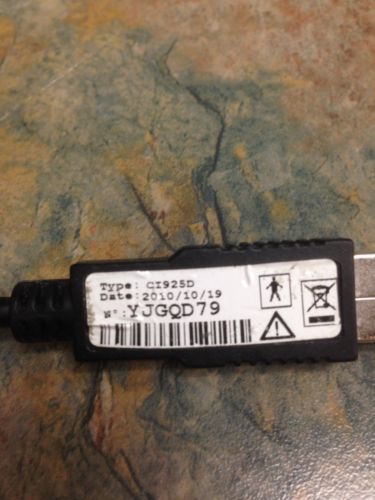 Type: CI925D
Date: 2010/10/19
N°: YJGQD79